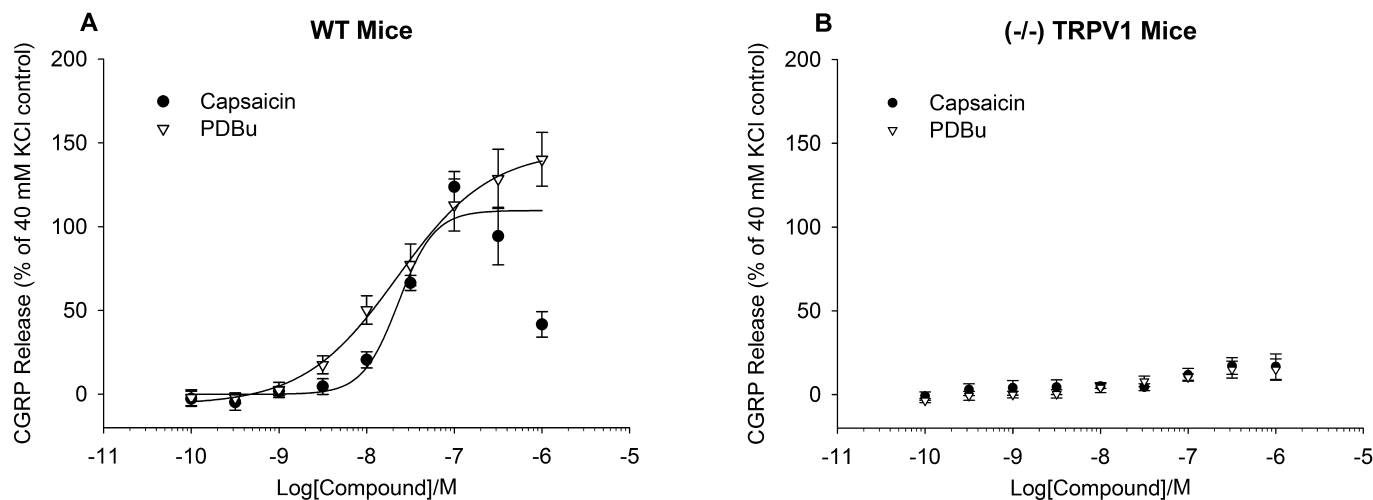 A
WT Mice
CGRP Release (% of 40 mM KCl control)
200
150
100
50
0
Capsaicin
PDBu
-11
-10
-9
-8
-7
-6
-5
Log[Compound]/M
B
(-/-) TRPV1 Mice
CGRP Release (% of 40 mM KCl control)
200
150
100
50
0
Capsaicin
PDBu
-11
-10
-9
-8
-7
-6
-5
Log[Compound]/M